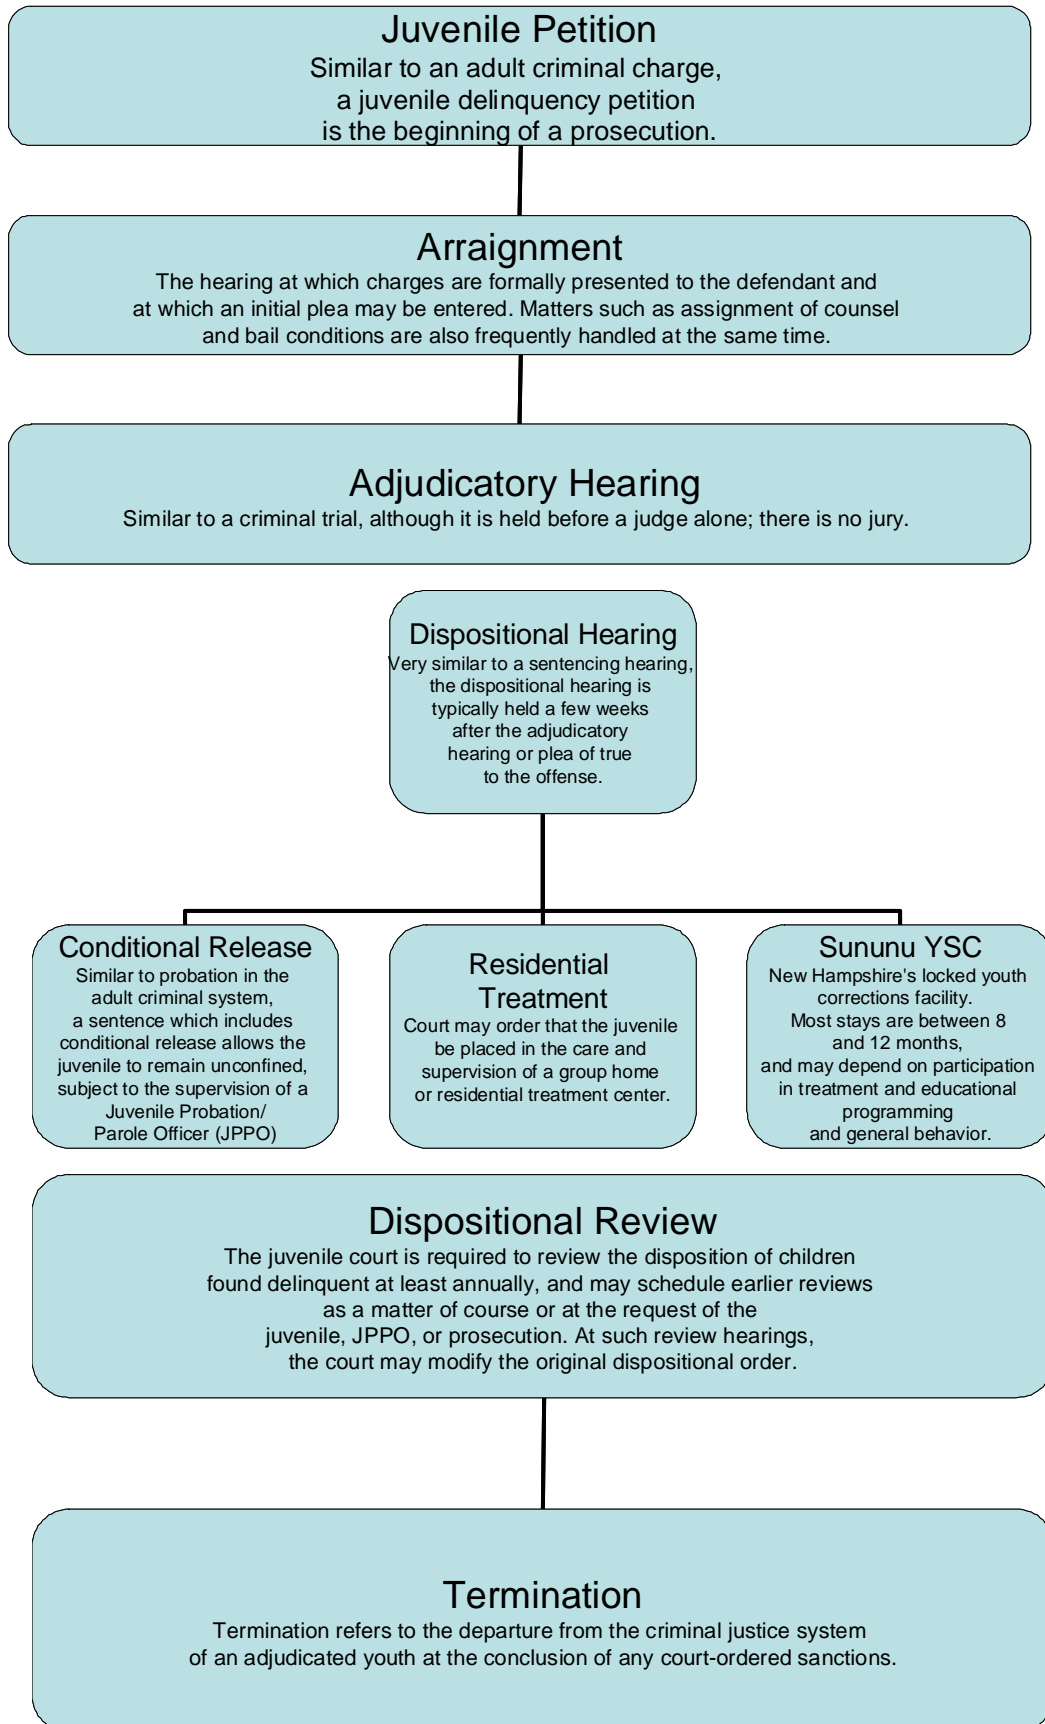 Juvenile Petition
Similar to an adult criminal charge,
a juvenile delinquency petition
is the beginning of a prosecution.
Arraignment
The hearing at which charges are formally presented to the defendant and
at which an initial plea may be entered. Matters such as assignment of counsel
and bail conditions are also frequently handled at the same time.
Adjudicatory Hearing
Similar to a criminal trial, although it is held before a judge alone; there is no jury.
Dispositional Hearing
Very similar to a sentencing hearing,
the dispositional hearing is
typically held a few weeks
after the adjudicatory
hearing or plea of true
to the offense.
Conditional Release
Similar to probation in the
adult criminal system,
a sentence which includes
conditional release allows the
juvenile to remain unconfined,
subject to the supervision of a
Juvenile Probation/
Parole Officer (JPPO)
Residential
Treatment
Court may order that the juvenile
be placed in the care and
supervision of a group home
or residential treatment center.
Sununu YSC
New Hampshire's locked youth
corrections facility.
Most stays are between 8
and 12 months,
and may depend on participation
in treatment and educational
programming
and general behavior.
Dispositional Review
The juvenile court is required to review the disposition of children
found delinquent at least annually, and may schedule earlier reviews
as a matter of course or at the request of the
juvenile, JPPO, or prosecution. At such review hearings,
the court may modify the original dispositional order.
Termination
Termination refers to the departure from the criminal justice system
of an adjudicated youth at the conclusion of any court-ordered sanctions.